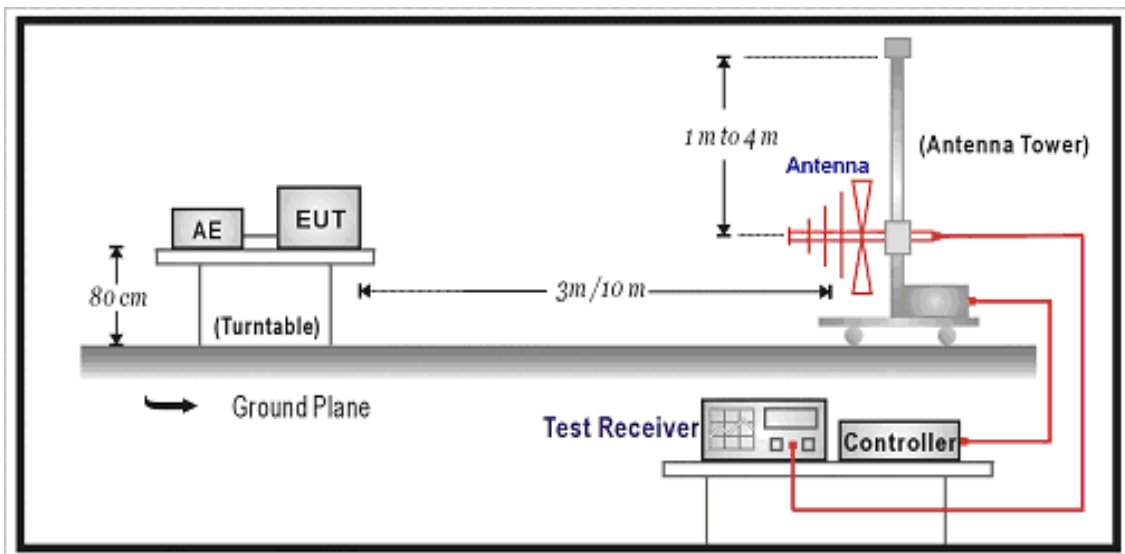 1 m to 4 m
(Antenna Tower)
Antenna
AE
EUT
80 cm
3m /10 m
(Turntable)
Ground Plane
Test Receiver
Controller